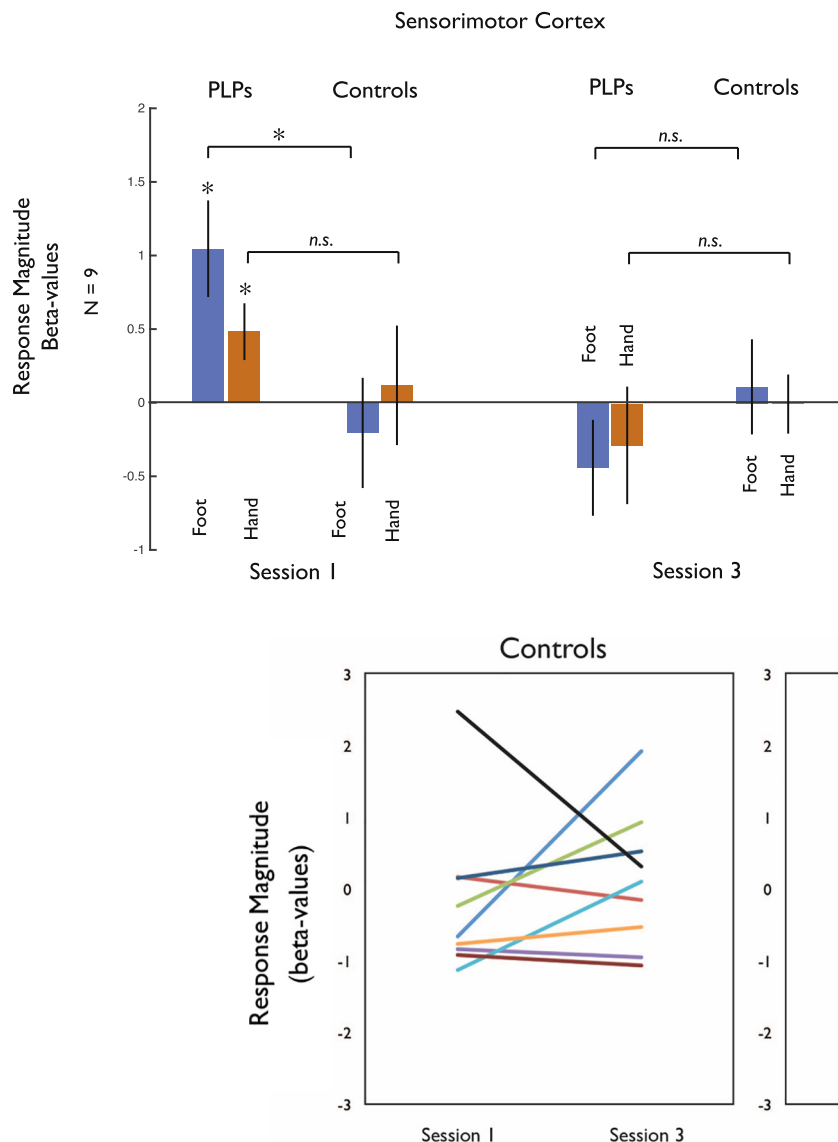 Sensorimotor Cortex
PLPs
Controls
PLPs
Controls
2
1.5
1
0.5
0
-0.5
-1
Response Magnitude
Beta-values
N = 9
*
n.s.
*
*
n.s.
n.s.
Foot
Hand
Foot
Hand
Foot
Hand
Foot
Hand
Session 1
Session 3
Controls
3
2
1
0
-1
-2
-3
Response Magnitude
(beta-values)
Session 1
Session 3
3
2
1
0
-1
-2
-3